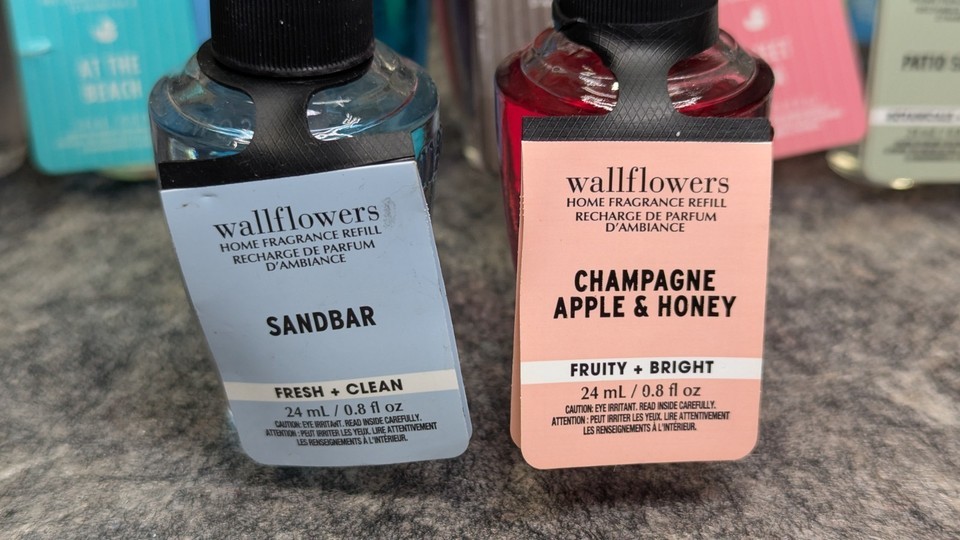 AT THE
BEACH
wallflowers
HOME FRAGRANCE REFILL
RECHARGE DE PARFUM
D'AMBIANCE
SANDBAR
FRESH + CLEAN
24 mL / 0.8 fl oz
CAUTION: EYE IRRITANT. READ INSIDE CAREFULLY.
ATTENTION : PEUT IRRITER LES YEUX. LIRE ATTENTIVEMENT
LES RENSEIGNEMENTS À L'INTÉRIEUR.
wallflowers
HOME FRAGRANCE REFILL
RECHARGE DE PARFUM
D'AMBIANCE
CHAMPAGNE
APPLE & HONEY
FRUITY + BRIGHT
24 mL / 0.8 fl oz
CAUTION: EYE IRRITANT. READ INSIDE CAREFULLY.
ATTENTION : PEUT IRRITER LES YEUX. LIRE ATTENTIVEMENT
LES RENSEIGNEMENTS À L'INTÉRIEUR.
PATIO